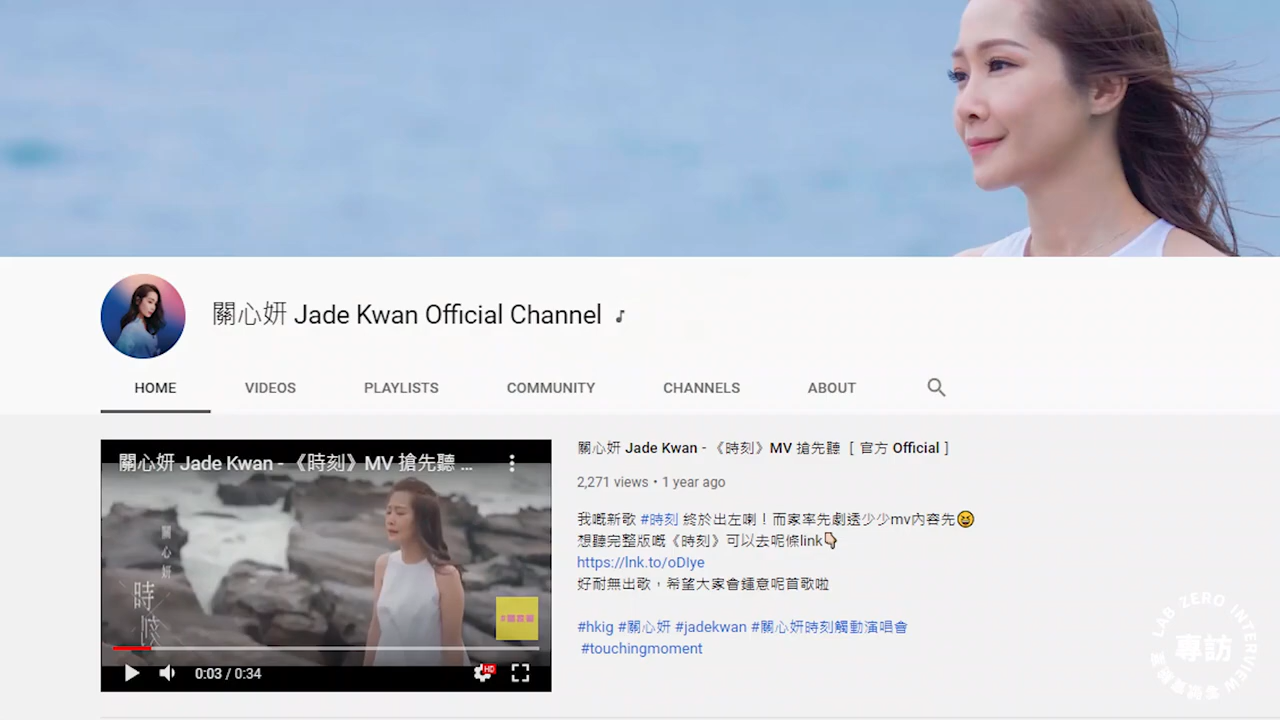 關心妍 Jade Kwan Official Channel
HOME
VIDEOS
PLAYLISTS
COMMUNITY
CHANNELS
ABOUT
關心妍 Jade Kwan - 《時刻》MV 搶先聽 ...
關心妍
時刻
0:03 / 0:34
HD
關心妍 Jade Kwan - 《時刻》MV 搶先聽 [ 官方 Official ]
2,271 views • 1 year ago
我嘅新歌 #時刻 終於出左喇！而家率先劇透少少mv內容先😆
想聽完整版嘅《時刻》可以去呢條link👇🏻
https://lnk.to/oDIye
好耐無出歌，希望大家會鍾意呢首歌啦
#hkig #關心妍 #jadekwan #關心妍時刻觸動演唱會
#touchingmoment
LAB ZERO INTERVIEW
專訪